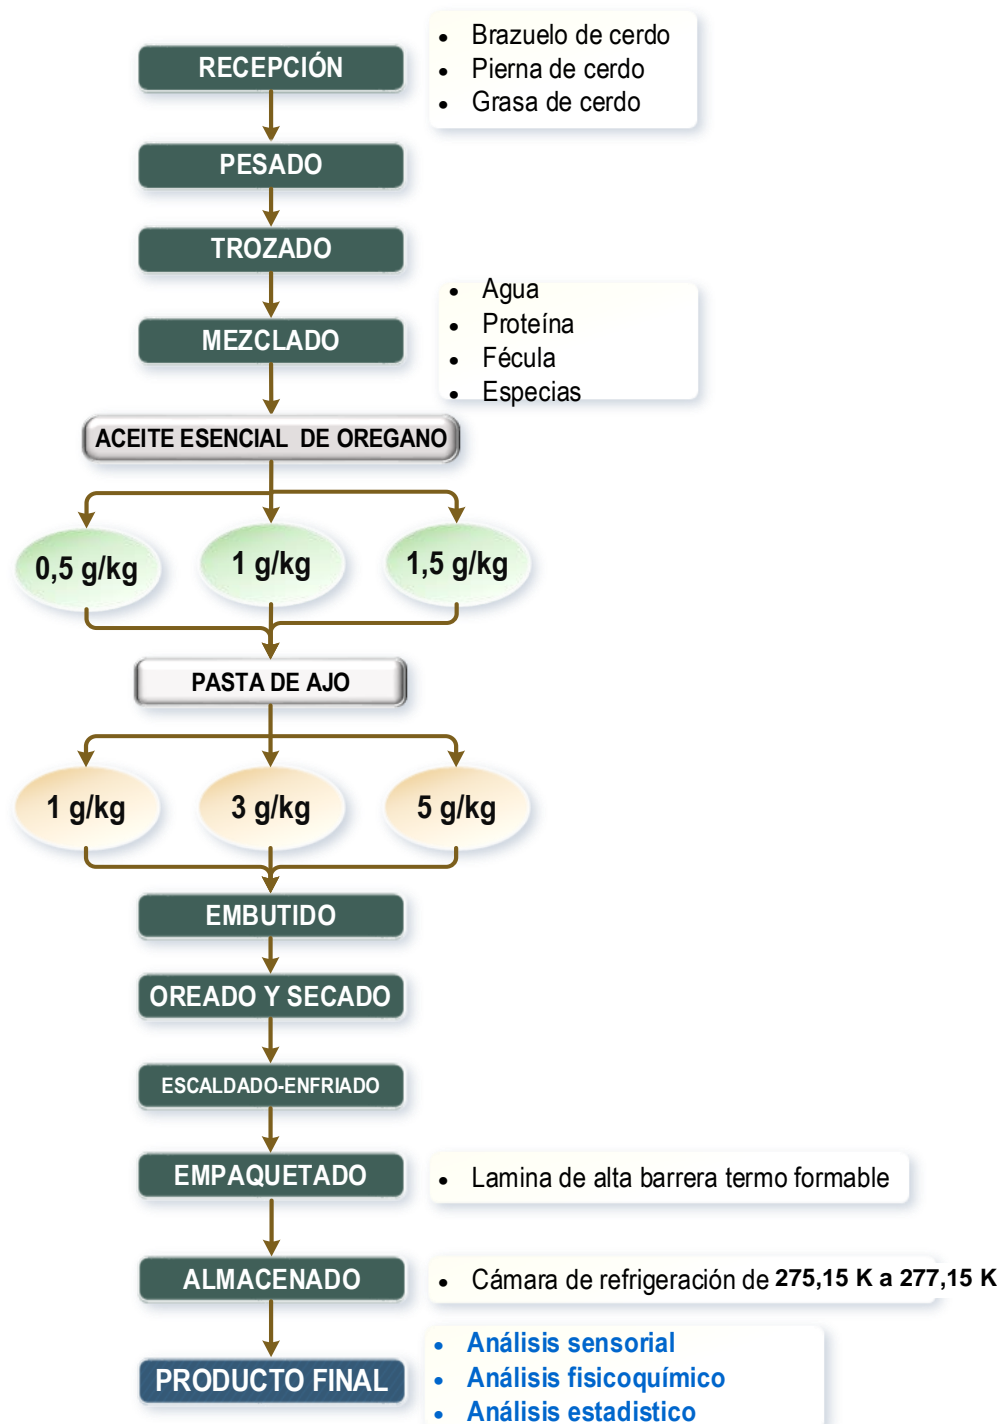 RECEPCIÓN
• Brazuelo de cerdo
• Pierna de cerdo
• Grasa de cerdo
PESADO
TROZADO
MEZCLADO
• Agua
• Proteína
• Fécula
• Especias
ACEITE ESENCIAL DE OREGANO
0,5 g/kg
1 g/kg
1,5 g/kg
PASTA DE AJO
1 g/kg
3 g/kg
5 g/kg
EMBUTIDO
OREADO Y SECADO
ESCALDADO-ENFRIADO
EMPAQUETADO
• Lamina de alta barrera termo formable
ALMACENADO
• Cámara de refrigeración de 275,15 K a 277,15 K
PRODUCTO FINAL
• Análisis sensorial
• Análisis fisicoquímico
• Análisis estadistico